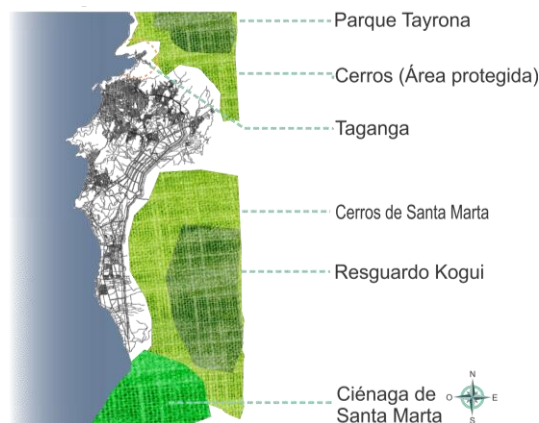 Parque Tayrona
Cerros (Área protegida)
Taganga
Cerros de Santa Marta
Resguardo Kogui
Ciénaga de
Santa Marta
N
O E
S